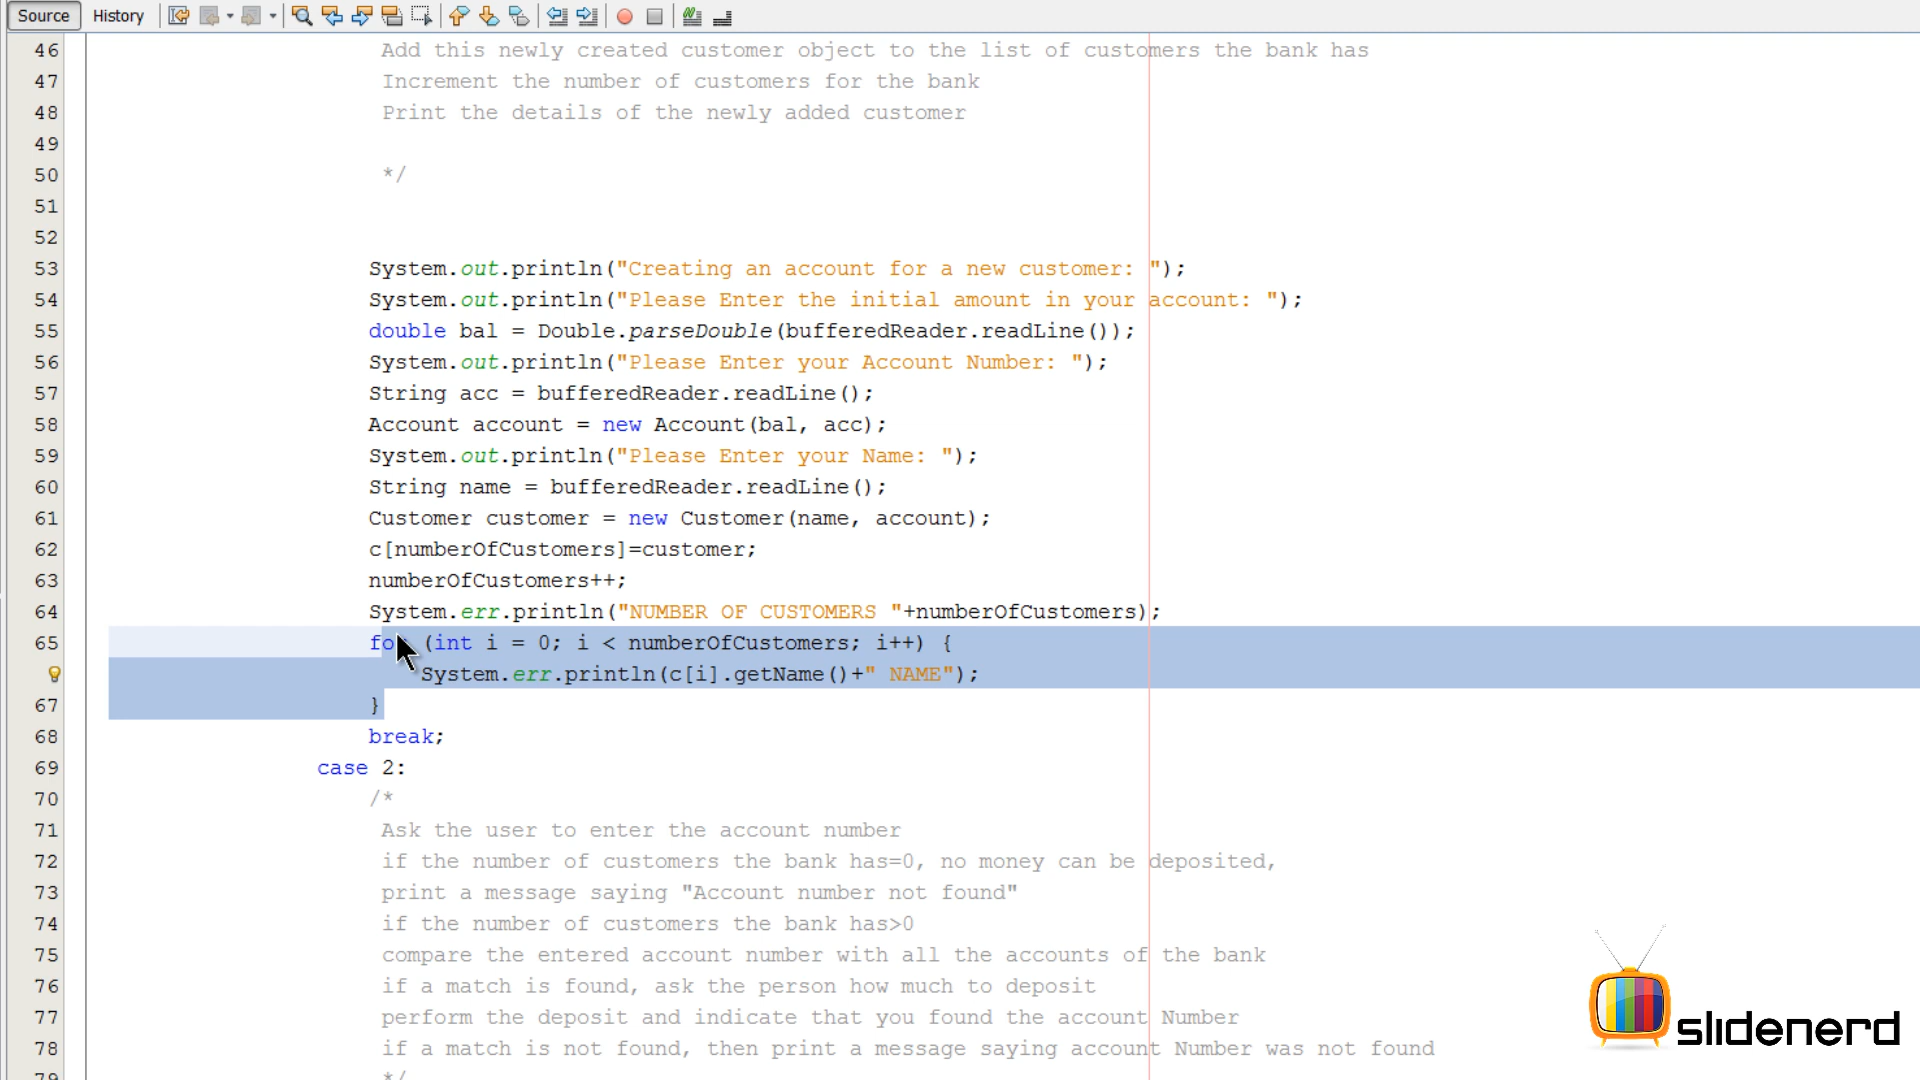 Source History
46 Add this newly created customer object to the list of customers the bank has
47 Increment the number of customers for the bank
48 Print the details of the newly added customer
49
50 */
51
52
53 System.out.println("Creating an account for a new customer: ");
54 System.out.println("Please Enter the initial amount in your account: ");
55 double bal = Double.parseDouble(bufferedReader.readLine());
56 System.out.println("Please Enter your Account Number: ");
57 String acc = bufferedReader.readLine();
58 Account account = new Account(bal, acc);
59 System.out.println("Please Enter your Name: ");
60 String name = bufferedReader.readLine();
61 Customer customer = new Customer(name, account);
62 c[numberOfCustomers]=customer;
63 numberOfCustomers++;
64 System.err.println("NUMBER OF CUSTOMERS "+numberOfCustomers);
65 for (int i = 0; i < numberOfCustomers; i++) {
System.err.println(c[i].getName()+" NAME");
67 }
68 break;
69 case 2:
70 /*
71 Ask the user to enter the account number
72 if the number of customers the bank has=0, no money can be deposited,
73 print a message saying "Account number not found"
74 if the number of customers the bank has>0
75 compare the entered account number with all the accounts of the bank
76 if a match is found, ask the person how much to deposit
77 perform the deposit and indicate that you found the account Number
78 if a match is not found, then print a message saying account Number was not found
79 */
slidenerd